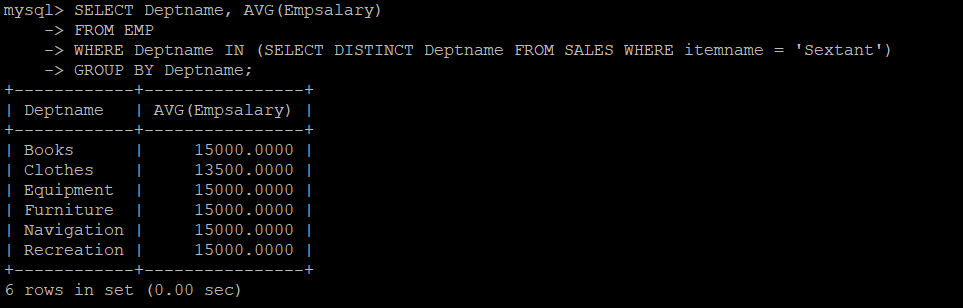 mysql> SELECT Deptname, AVG(Empsalary)
    -> FROM EMP
    -> WHERE Deptname IN (SELECT DISTINCT Deptname FROM SALES WHERE itemname = 'Sextant')
    -> GROUP BY Deptname;
+------------+----------------+
| Deptname   | AVG(Empsalary) |
+------------+----------------+
| Books      |     15000.0000 |
| Clothes    |     13500.0000 |
| Equipment  |     15000.0000 |
| Furniture  |     15000.0000 |
| Navigation |     15000.0000 |
| Recreation |     15000.0000 |
+------------+----------------+
6 rows in set (0.00 sec)